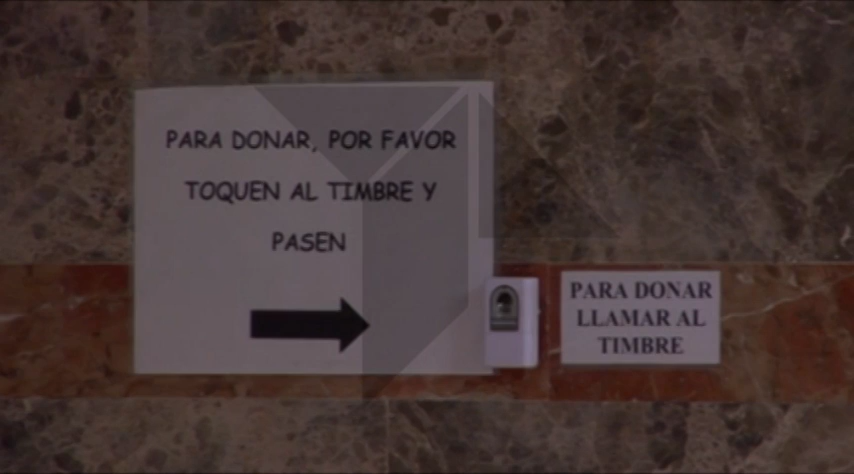 PARA DONAR, POR FAVOR
TOQUEN AL TIMBRE Y
PASEN
PARA DONAR
LLAMAR AL
TIMBRE